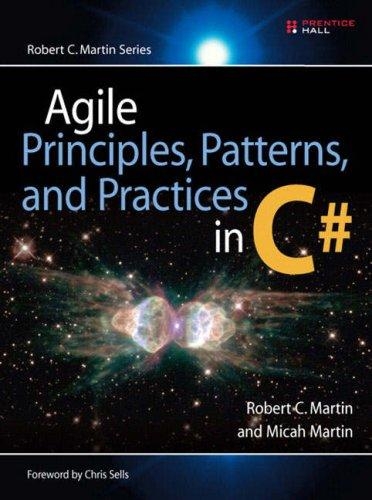 Robert C. Martin Series
PRENTICE
HALL
Agile
Principles, Patterns,
and Practices
in C#
Robert C. Martin
and Micah Martin
Foreword by Chris Sells